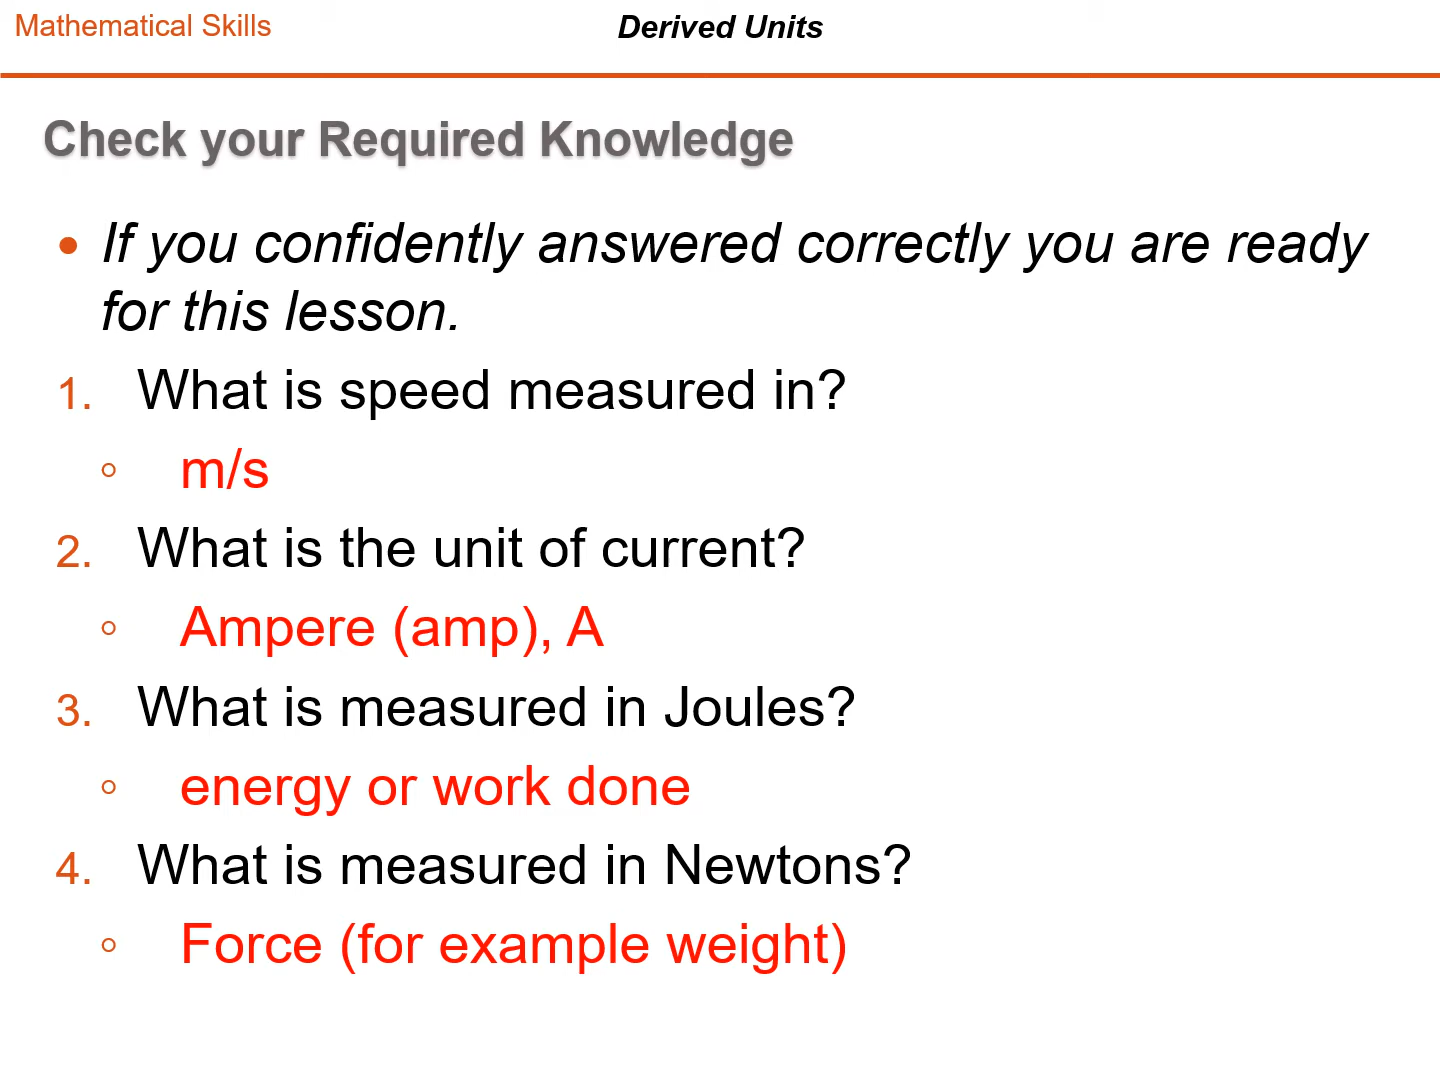 Mathematical Skills
Derived Units
Check your Required Knowledge
• If you confidently answered correctly you are ready
for this lesson.
1. What is speed measured in?
◦ m/s
2. What is the unit of current?
◦ Ampere (amp), A
3. What is measured in Joules?
◦ energy or work done
4. What is measured in Newtons?
◦ Force (for example weight)